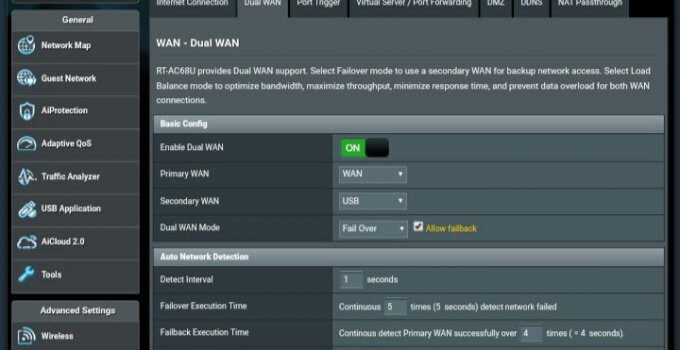 General
Network Map
Guest Network
AiProtection
Adaptive QoS
Traffic Analyzer
USB Application
AiCloud 2.0
Tools
Advanced Settings
Wireless
Internet Connection Dual WAN Port Trigger Virtual Server / Port Forwarding DMZ DDNS NAT Passthrough
WAN - Dual WAN
RT-AC68U provides Dual WAN support. Select Failover mode to use a secondary WAN for backup network access. Select Load
Balance mode to optimize bandwidth, maximize throughput, minimize response time, and prevent data overload for both WAN
connections.
Basic Config
Enable Dual WAN ON
Primary WAN WAN
Secondary WAN USB
Dual WAN Mode Fail Over Allow failback
Auto Network Detection
Detect Interval 1 seconds
Failover Execution Time Continuous 5 times (5 seconds) detect network failed
Failback Execution Time Continous detect Primary WAN successfully over 4 times ( = 4 seconds).